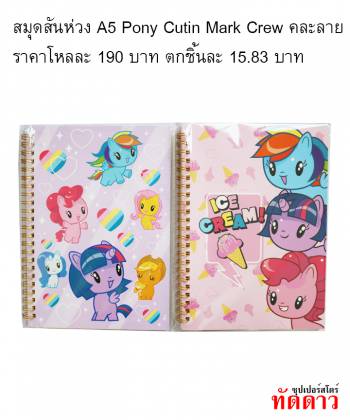 สมุดสันห่วง A5 Pony Cutin Mark Crew คละลาย
ราคาโหลละ 190 บาท ตกชิ้นละ 15.83 บาท
ICE
CREAM!
ซุปเปอร์สโตร์
ทัดดาว